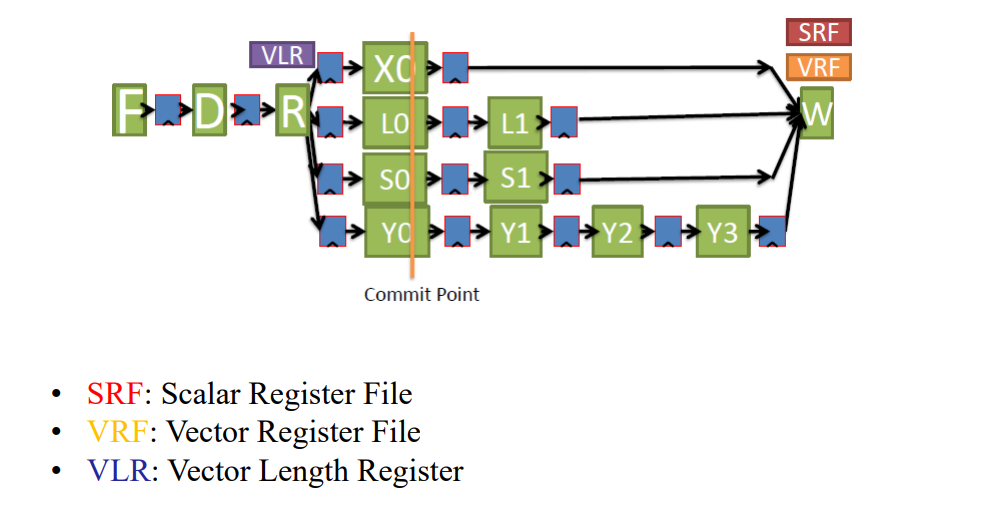 SRF
VLR
VRF
X0
F D R W
L0 L1
S0 S1
Y0 Y1 Y2 Y3
Commit Point
• SRF: Scalar Register File
• VRF: Vector Register File
• VLR: Vector Length Register